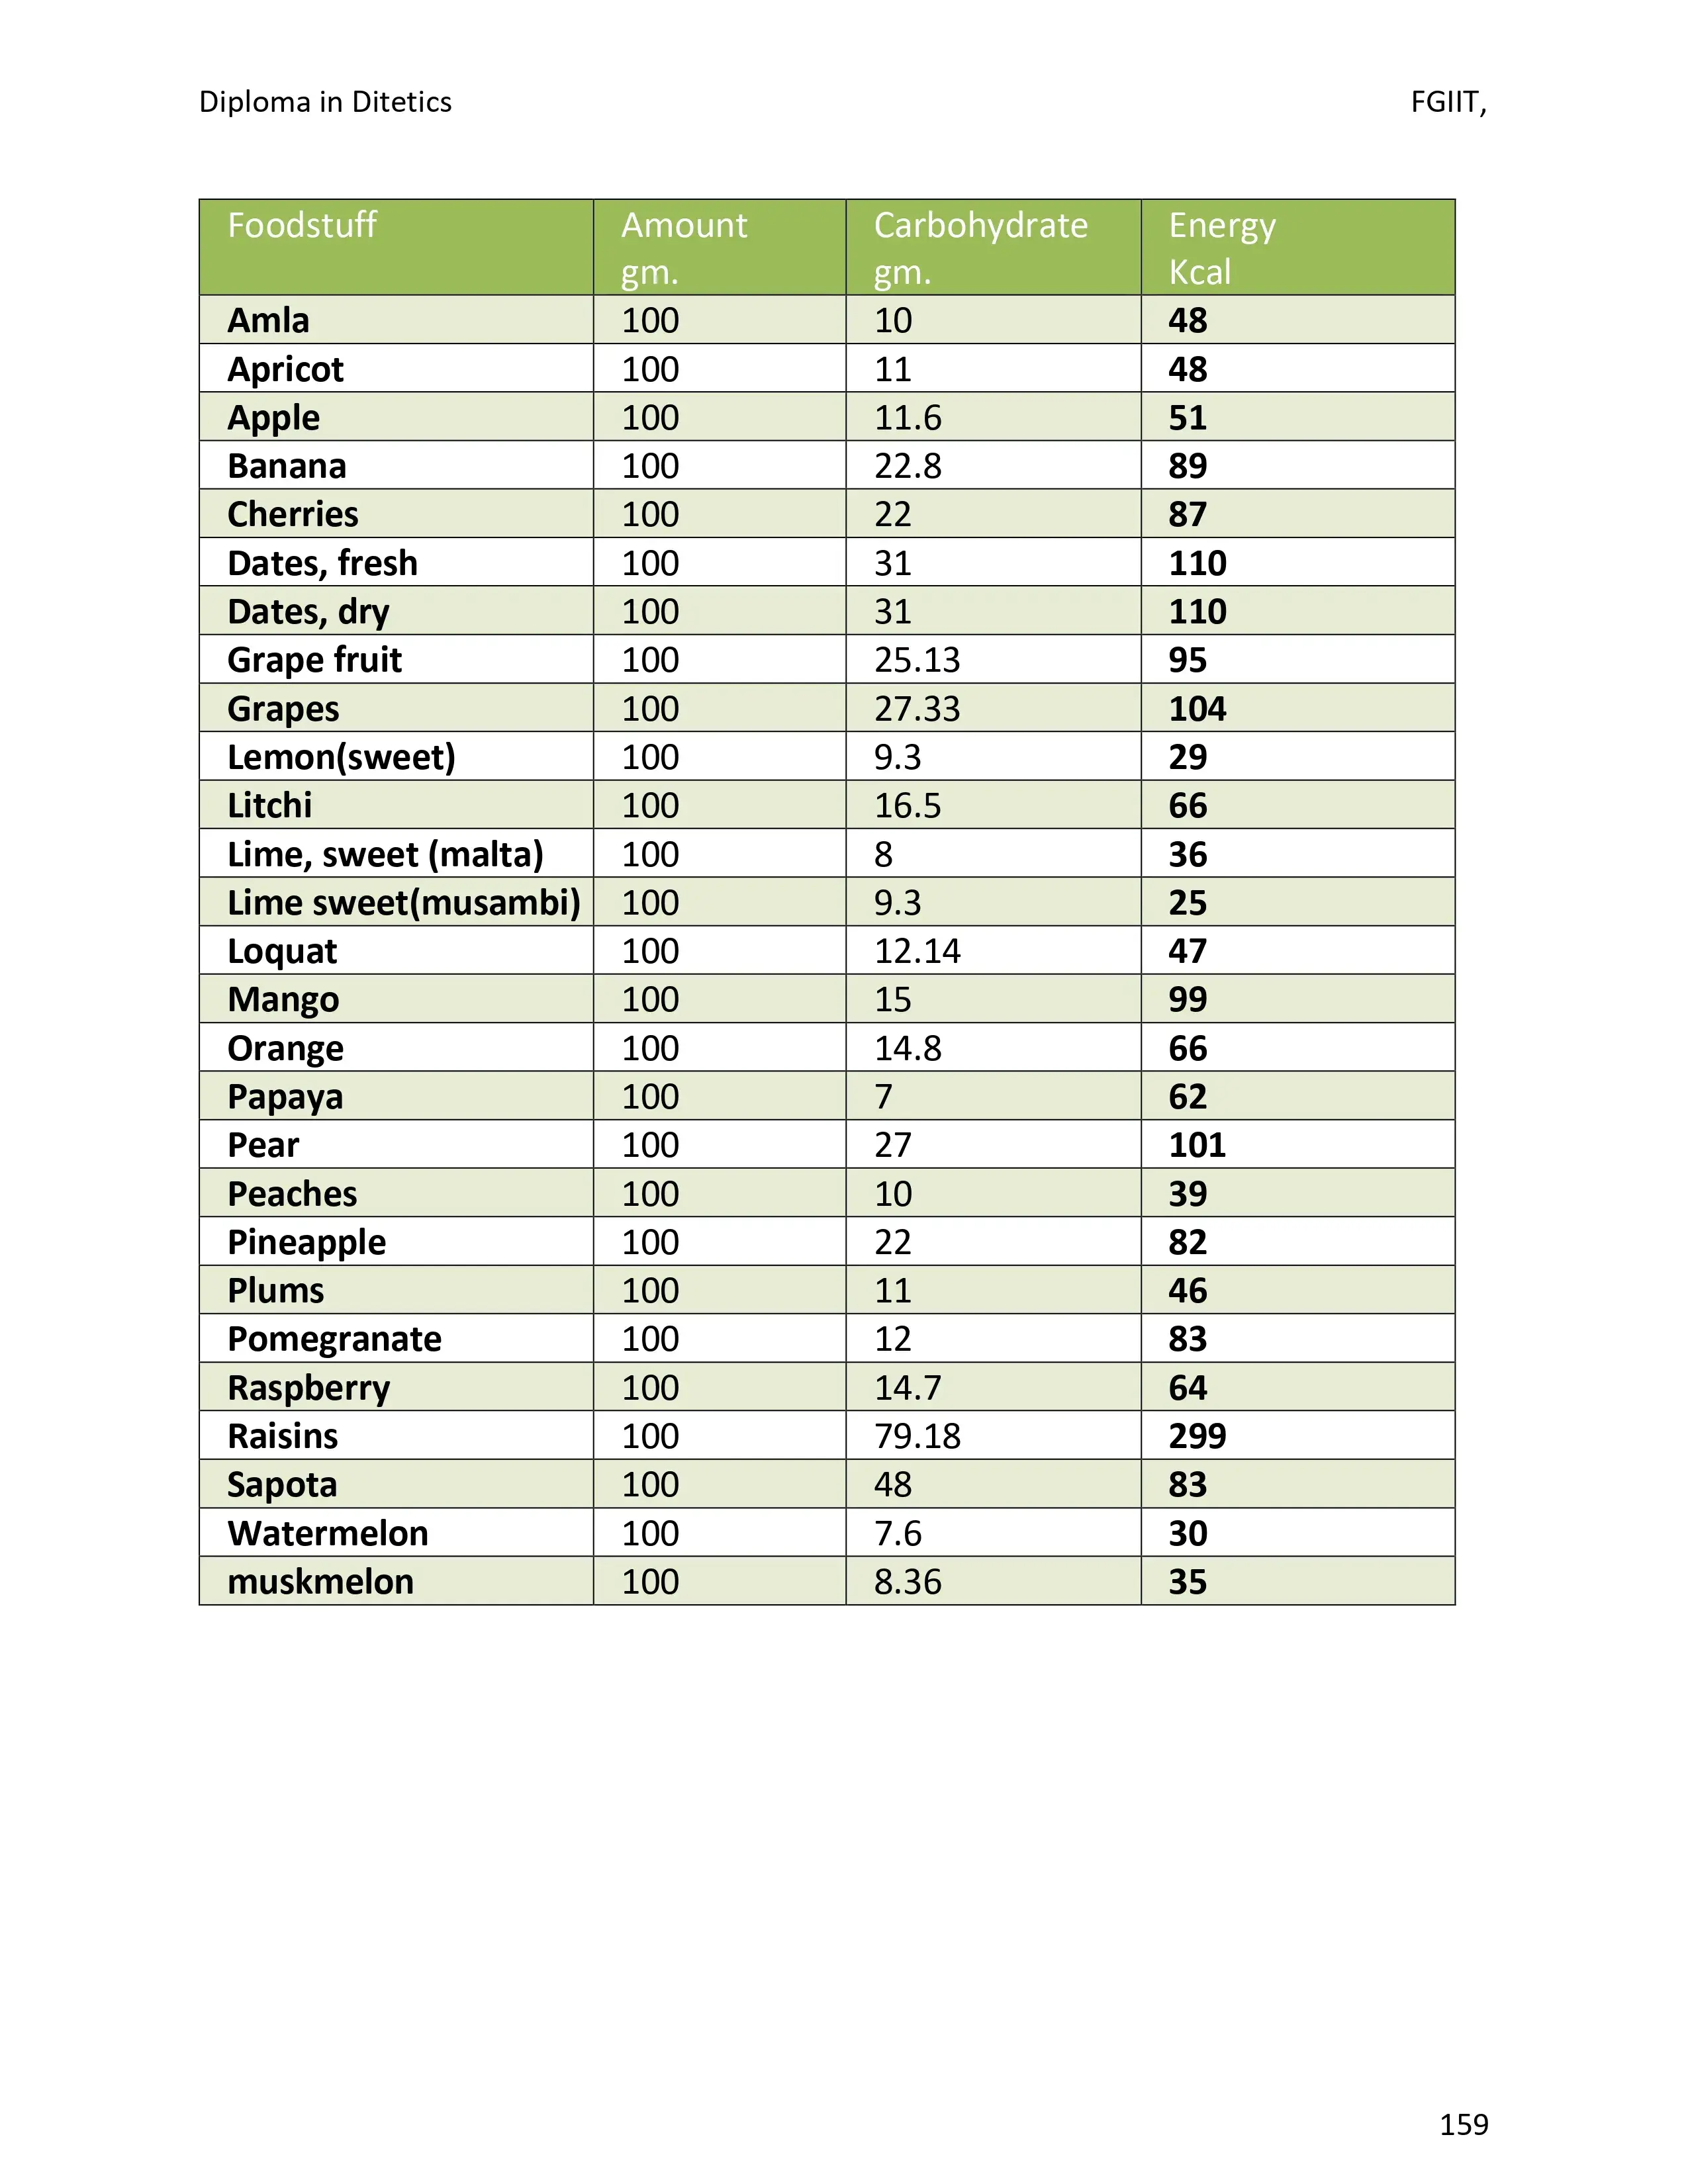 Diploma in Ditetics FGIIT,
Foodstuff Amount gm. Carbohydrate gm. Energy Kcal
Amla 100 10 48
Apricot 100 11 48
Apple 100 11.6 51
Banana 100 22.8 89
Cherries 100 22 87
Dates, fresh 100 31 110
Dates, dry 100 31 110
Grape fruit 100 25.13 95
Grapes 100 27.33 104
Lemon(sweet) 100 9.3 29
Litchi 100 16.5 66
Lime, sweet (malta) 100 8 36
Lime sweet(musambi) 100 9.3 25
Loquat 100 12.14 47
Mango 100 15 99
Orange 100 14.8 66
Papaya 100 7 62
Pear 100 27 101
Peaches 100 10 39
Pineapple 100 22 82
Plums 100 11 46
Pomegranate 100 12 83
Raspberry 100 14.7 64
Raisins 100 79.18 299
Sapota 100 48 83
Watermelon 100 7.6 30
muskmelon 100 8.36 35
159